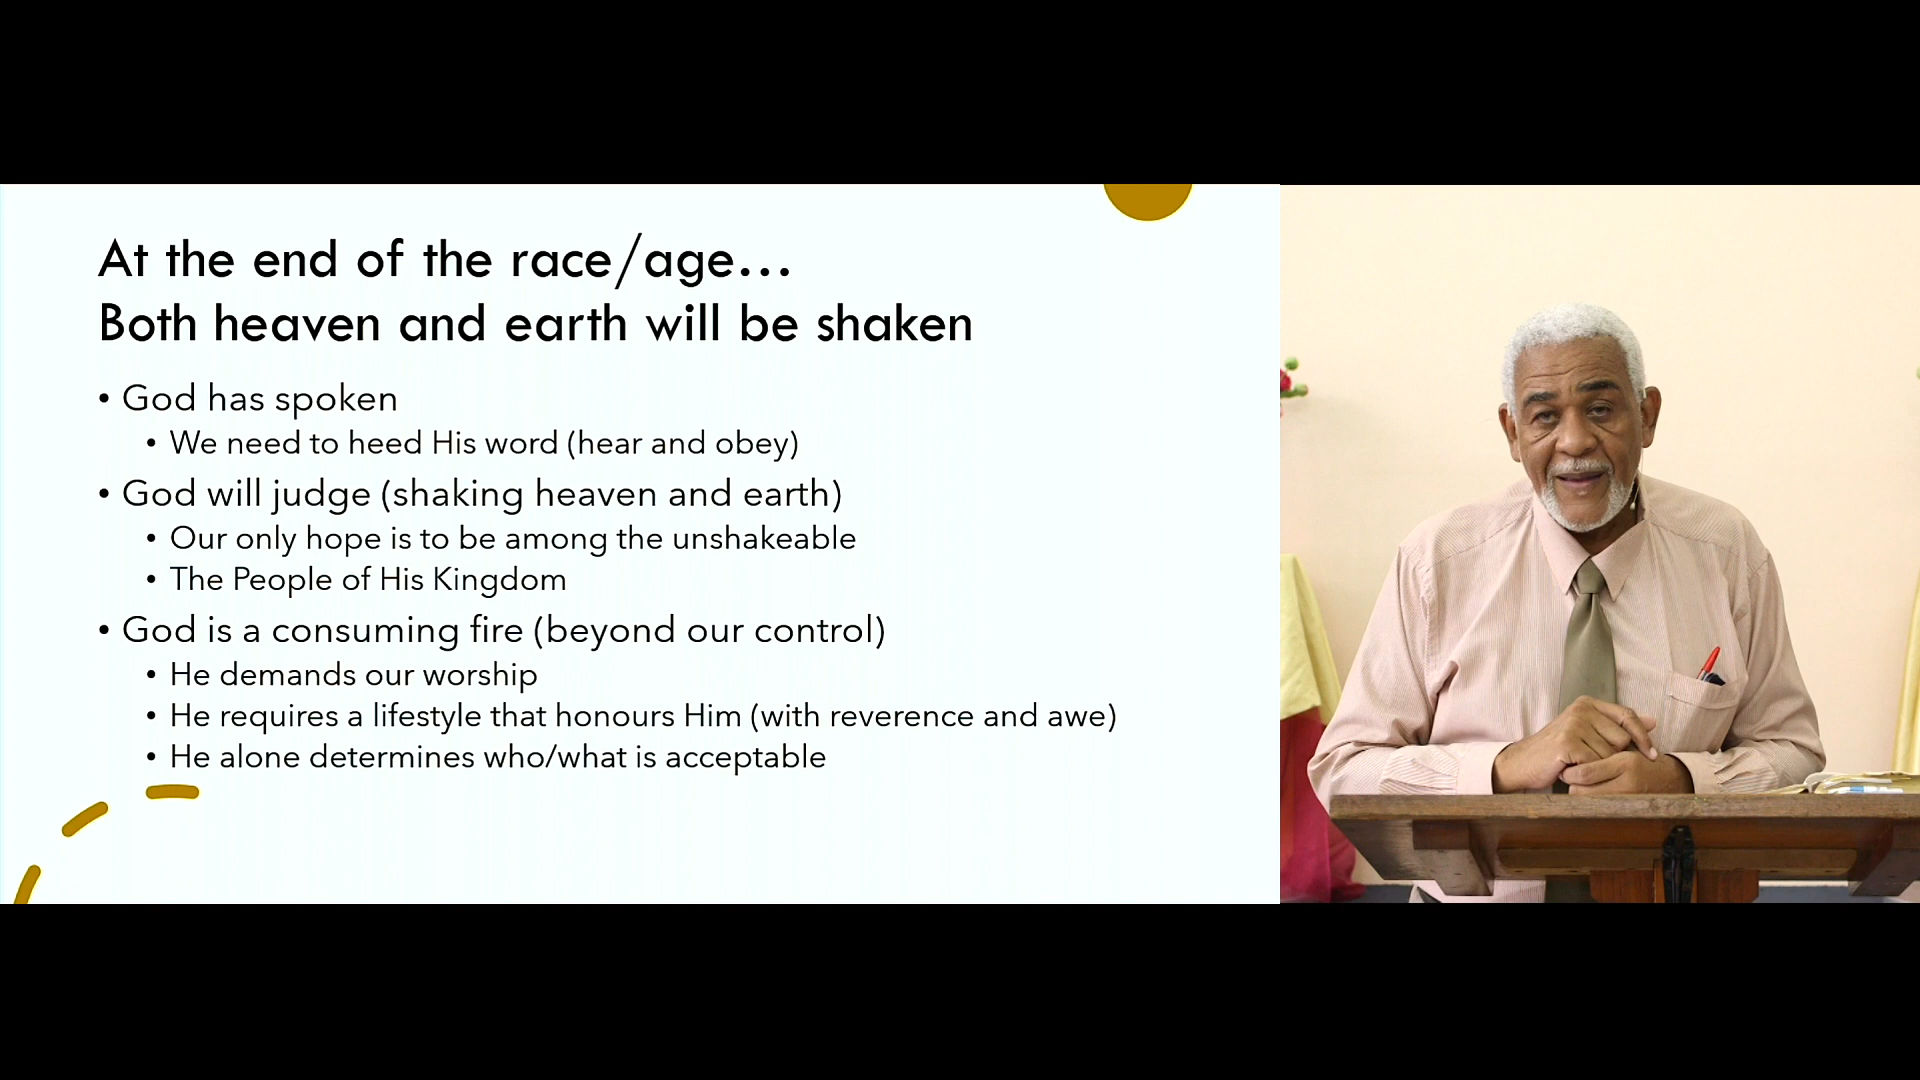 At the end of the race/age...
Both heaven and earth will be shaken
• God has spoken
• We need to heed His word (hear and obey)
• God will judge (shaking heaven and earth)
• Our only hope is to be among the unshakeable
• The People of His Kingdom
• God is a consuming fire (beyond our control)
• He demands our worship
• He requires a lifestyle that honours Him (with reverence and awe)
• He alone determines who/what is acceptable